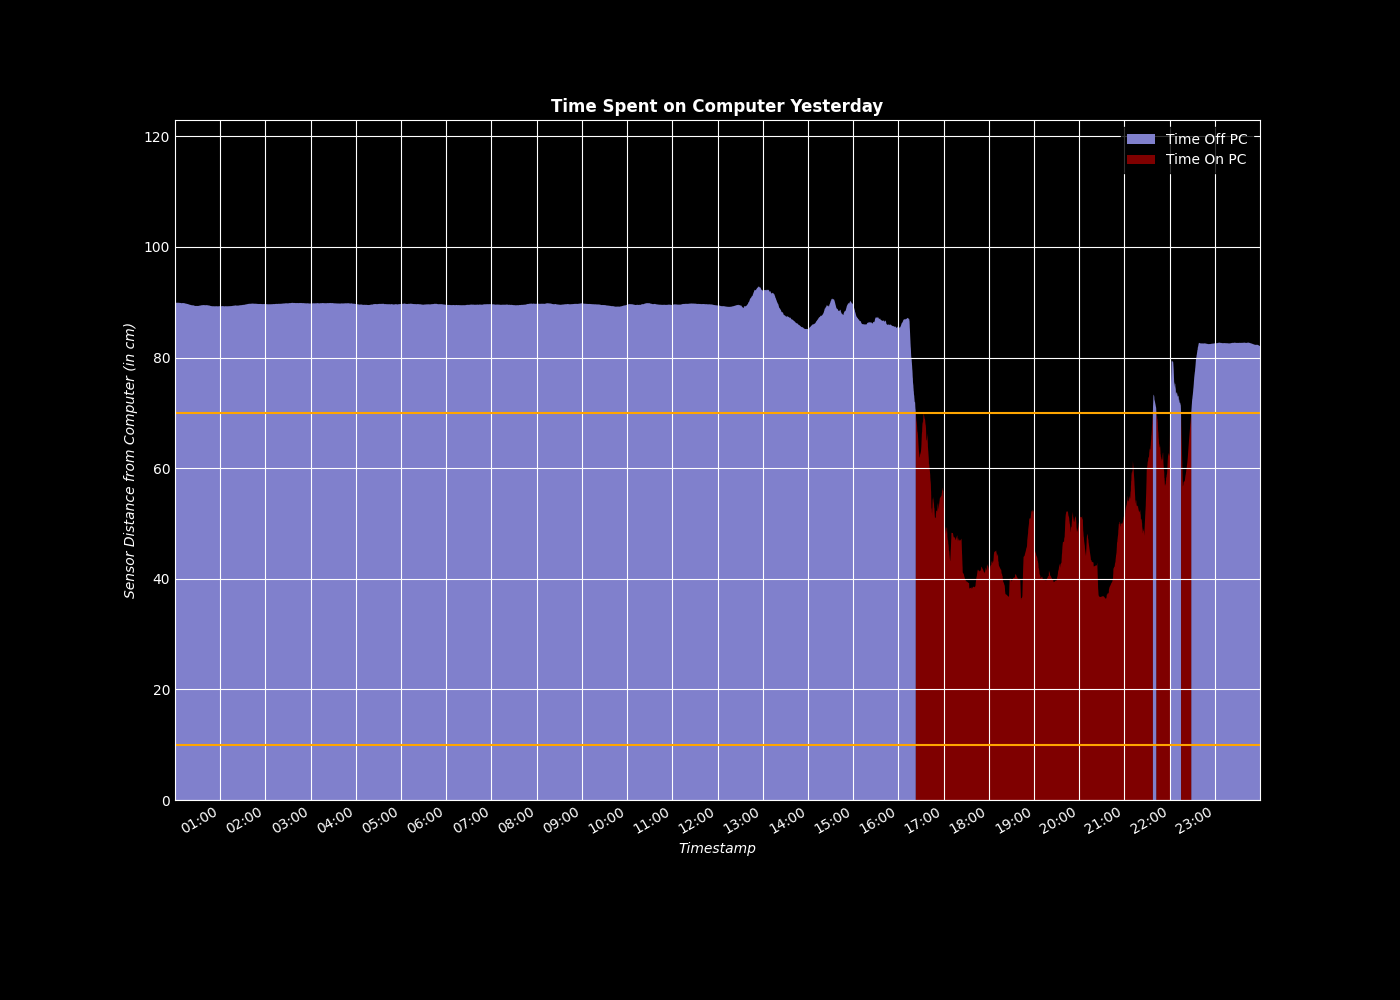 Time Spent on Computer Yesterday
Time Off PC
Time On PC
Sensor Distance from Computer (in cm)
120
100
80
60
40
20
0
01:00 02:00 03:00 04:00 05:00 06:00 07:00 08:00 09:00 10:00 11:00 12:00 13:00 14:00 15:00 16:00 17:00 18:00 19:00 20:00 21:00 22:00 23:00
Timestamp